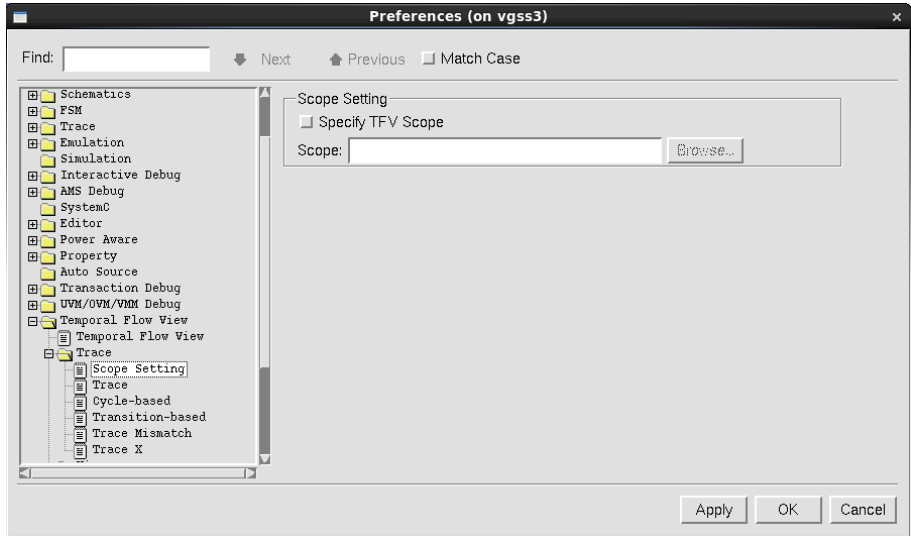 Preferences (on vgss3)
Find:
Next
Previous
Match Case
Schematics
FSM
Trace
Emulation
Simulation
Interactive Debug
AMS Debug
SystemC
Editor
Power Aware
Property
Auto Source
Transaction Debug
UVM/OVM/VMM Debug
Temporal Flow View
Temporal Flow View
Trace
Scope Setting
Trace
Cycle-based
Transition-based
Trace Mismatch
Trace X
Scope Setting
Specify TFV Scope
Scope:
Browse...
Apply
OK
Cancel